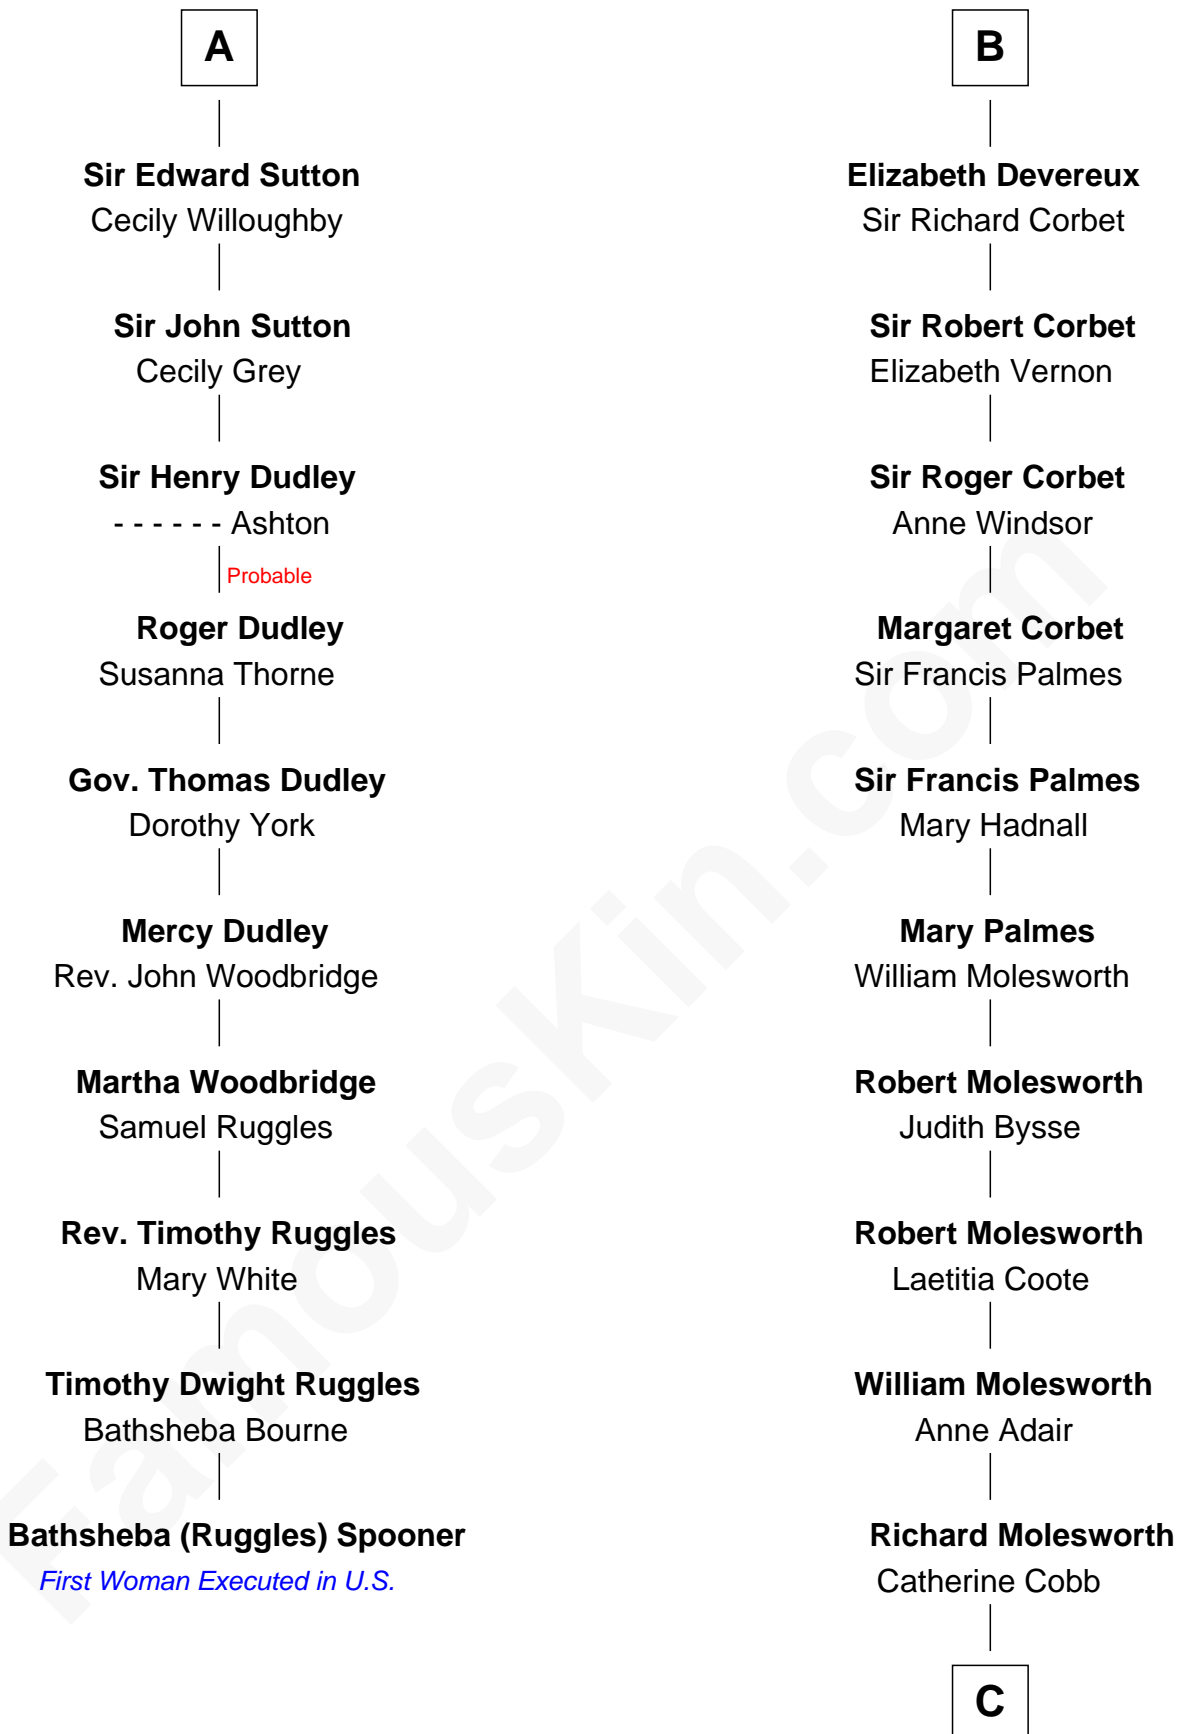 A
Sir Edward Sutton
Cecily Willoughby
Sir John Sutton
Cecily Grey
Sir Henry Dudley
- - - - - - Ashton
Probable
Roger Dudley
Susanna Thorne
Gov. Thomas Dudley
Dorothy York
Mercy Dudley
Rev. John Woodbridge
Martha Woodbridge
Samuel Ruggles
Rev. Timothy Ruggles
Mary White
Timothy Dwight Ruggles
Bathsheba Bourne
Bathsheba (Ruggles) Spooner
First Woman Executed in U.S.
B
Elizabeth Devereux
Sir Richard Corbet
Sir Robert Corbet
Elizabeth Vernon
Sir Roger Corbet
Anne Windsor
Margaret Corbet
Sir Francis Palmes
Sir Francis Palmes
Mary Hadnall
Mary Palmes
William Molesworth
Robert Molesworth
Judith Bysse
Robert Molesworth
Laetitia Coote
William Molesworth
Anne Adair
Richard Molesworth
Catherine Cobb
C
FamousKin.com